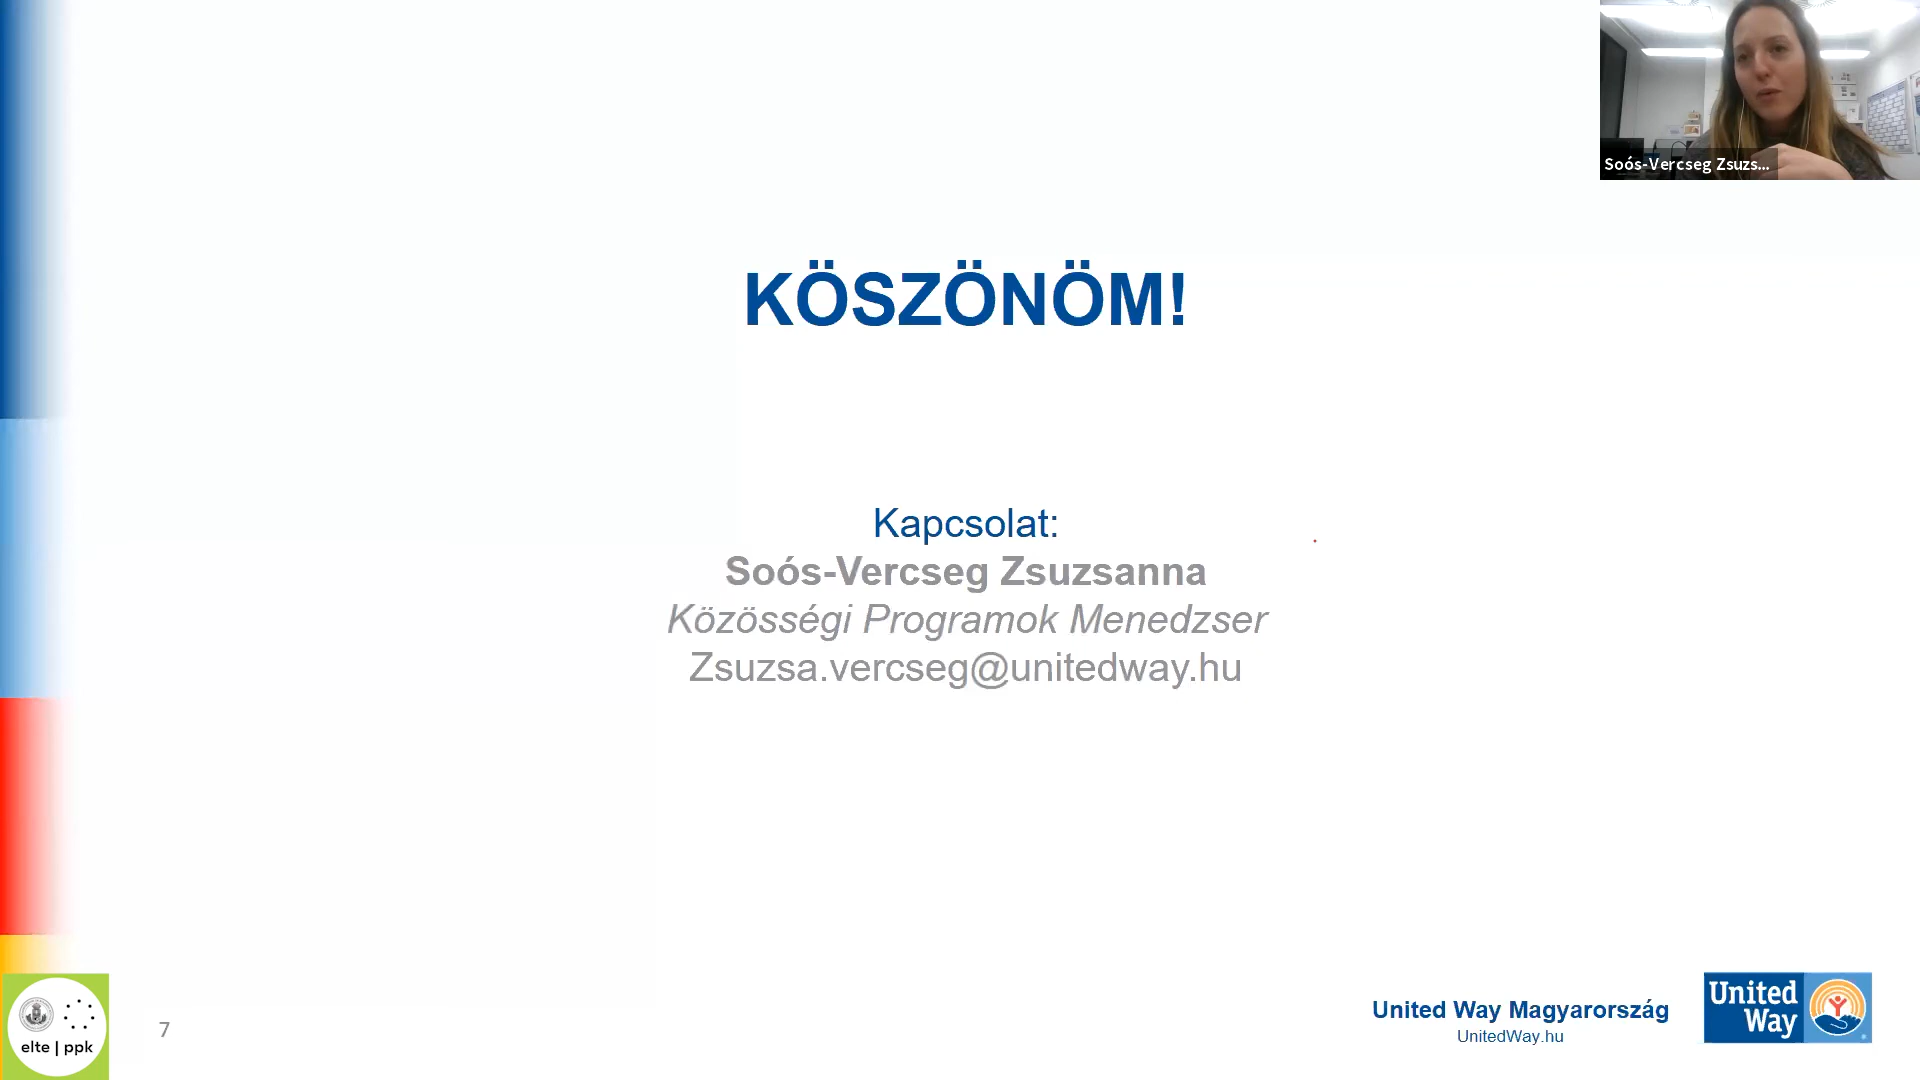 Soós-Vercseg Zsuzs...
KÖSZÖNÖM!
Kapcsolat:
Soós-Vercseg Zsuzsanna
Közösségi Programok Menedzser
Zsuzsa.vercseg@unitedway.hu
elte | ppk
7
United Way Magyarország
UnitedWay.hu
United
Way